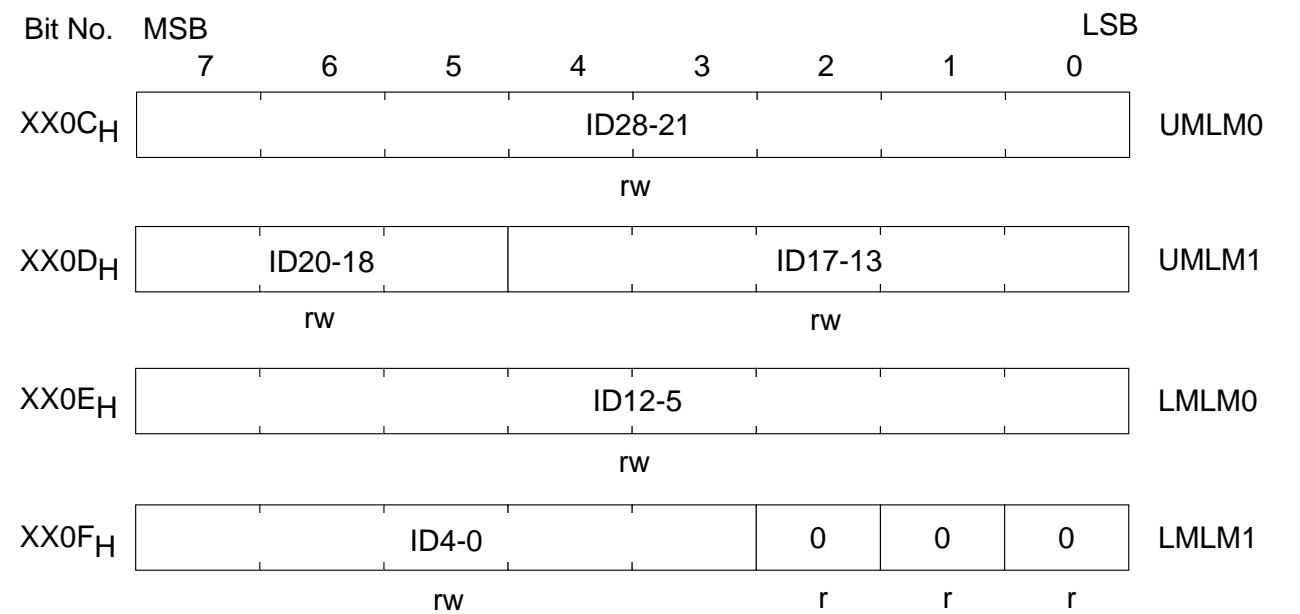 Bit No. MSB LSB
7 6 5 4 3 2 1 0
XX0CH ID28-21 UMLM0
rw
XX0DH ID20-18 ID17-13 UMLM1
rw rw
XX0EH ID12-5 LMLM0
rw
XX0FH ID4-0 0 0 0 LMLM1
rw r r r